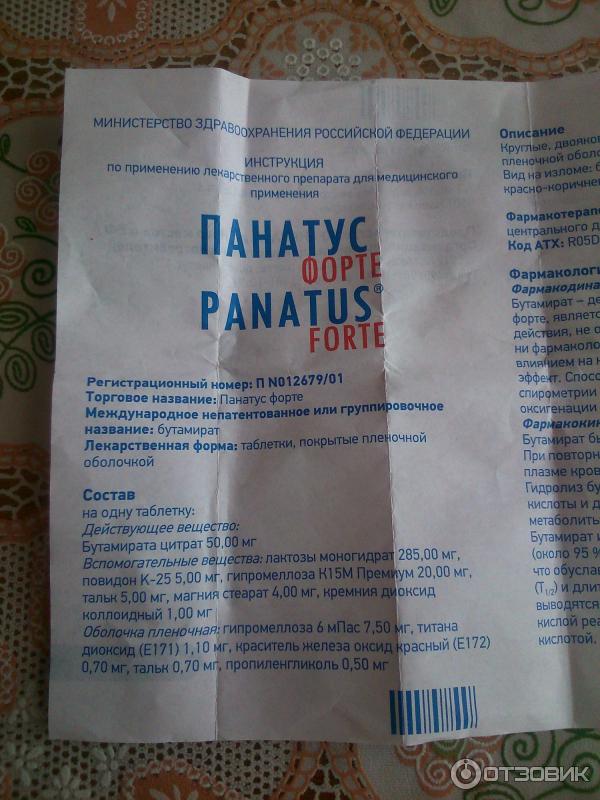 МИНИСТЕРСТВО ЗДРАВООХРАНЕНИЯ РОССИЙСКОЙ ФЕДЕРАЦИИ
ИНСТРУКЦИЯ
по применению лекарственного препарата для медицинского
применения
ПАНАТУС
ФОРТЕ
PANATUS®
FORTE
Регистрационный номер: П N012679/01
Торговое название: Панатус форте
Международное непатентованное или группировочное
название: бутамират
Лекарственная форма: таблетки, покрытые пленочной
оболочкой
Состав
на одну таблетку:
Действующее вещество:
Бутамирата цитрат 50,00 мг
Вспомогательные вещества: лактозы моногидрат 285,00 мг,
повидон К-25 5,00 мг, гипромеллоза К15М Премиум 20,00 мг,
тальк 5,00 мг, магния стеарат 4,00 мг, кремния диоксид
коллоидный 1,00 мг
Оболочка пленочная: гипромеллоза 6 мПас 7,50 мг, титана
диоксид (Е171) 1,10 мг, краситель железа оксид красный (Е172)
0,70 мг, тальк 0,70 мг, пропиленгликоль 0,50 мг
Описание
Круглые,
пленочной
Вид на изломе:
Фармакотерап
центрального д
Код АТХ: R05D
Фармакологи
Фармакодина
Бутамират – де
форте, является
действия, не о
ни фармаколо
влиянием на
эффект. Спосо
спирометрии
оксигенации
Фармакокин
Бутамират бы
При повторн
плазме кров
Гидролиз бу
кислоты и д
метаболить
Бутамират и
(около 95 %
что обуслав
(T1/2) и длит
выводятся
кислой реа
кислотой.
ОТЗОВИК